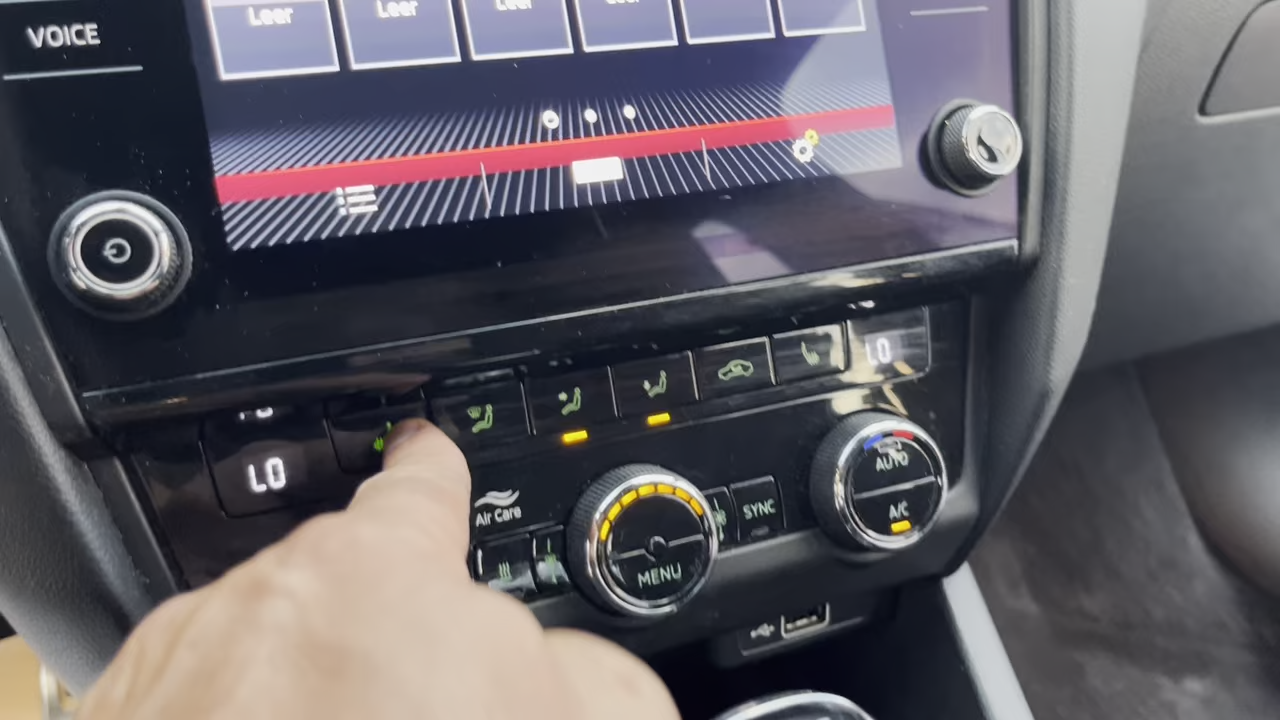 VOICE
Leer
Leer
Leer
LO
LO
Air Care
SYNC
AUTO
A/C
MENU